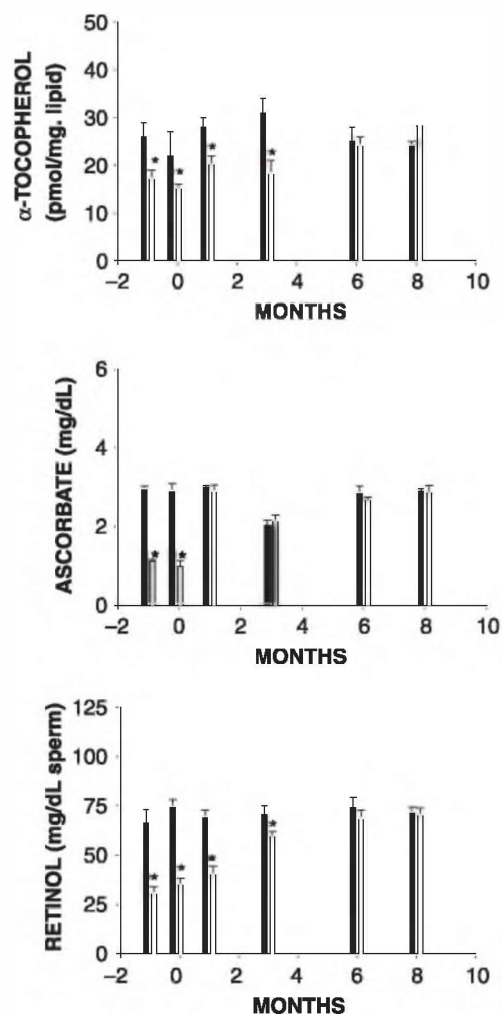 α-TOCOPHEROL
(pmol/mg. lipid)
50
40
30
20
10
0
* * * *
–2 0 2 4 6 8 10
MONTHS
ASCORBATE (mg/dL)
6
4
2
0
* *
–2 0 2 4 6 8 10
MONTHS
RETINOL (mg/dL sperm)
125
100
75
50
25
0
* * * *
–2 0 2 4 6 8 10
MONTHS